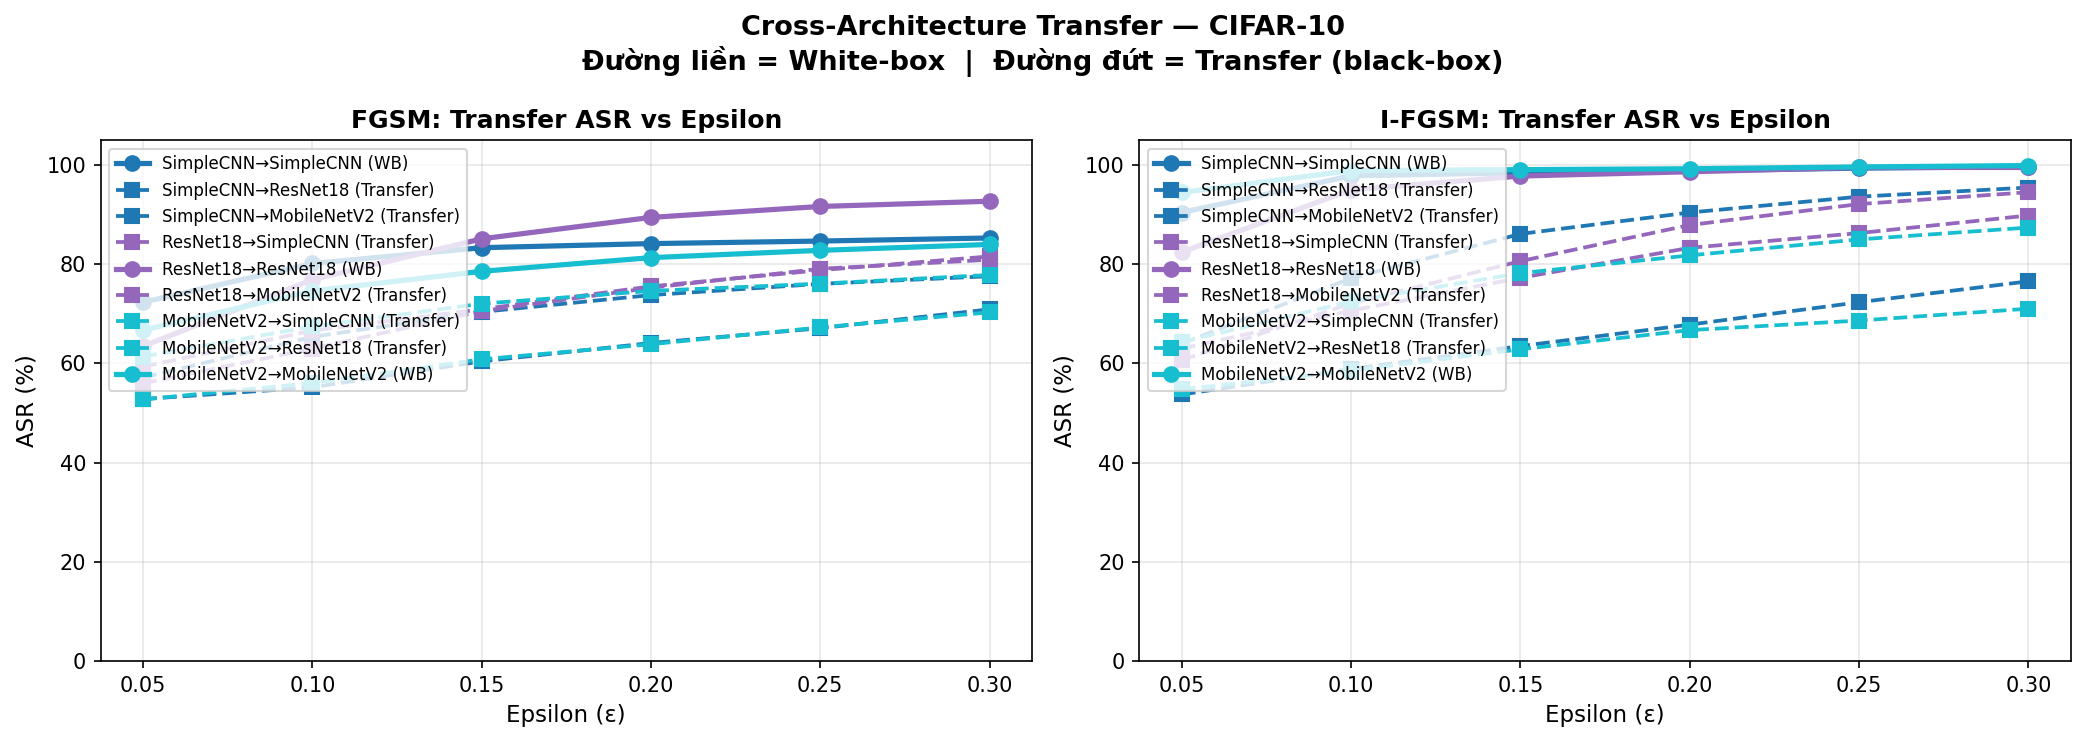 Cross-Architecture Transfer — CIFAR-10
Đường liền = White-box | Đường đứt = Transfer (black-box)
FGSM: Transfer ASR vs Epsilon
ASR (%)
100
80
60
40
20
0
SimpleCNN→SimpleCNN (WB)
SimpleCNN→ResNet18 (Transfer)
SimpleCNN→MobileNetV2 (Transfer)
ResNet18→SimpleCNN (Transfer)
ResNet18→ResNet18 (WB)
ResNet18→MobileNetV2 (Transfer)
MobileNetV2→SimpleCNN (Transfer)
MobileNetV2→ResNet18 (Transfer)
MobileNetV2→MobileNetV2 (WB)
0.05 0.10 0.15 0.20 0.25 0.30
Epsilon (ε)
I-FGSM: Transfer ASR vs Epsilon
ASR (%)
100
80
60
40
20
0
SimpleCNN→SimpleCNN (WB)
SimpleCNN→ResNet18 (Transfer)
SimpleCNN→MobileNetV2 (Transfer)
ResNet18→SimpleCNN (Transfer)
ResNet18→ResNet18 (WB)
ResNet18→MobileNetV2 (Transfer)
MobileNetV2→SimpleCNN (Transfer)
MobileNetV2→ResNet18 (Transfer)
MobileNetV2→MobileNetV2 (WB)
0.05 0.10 0.15 0.20 0.25 0.30
Epsilon (ε)